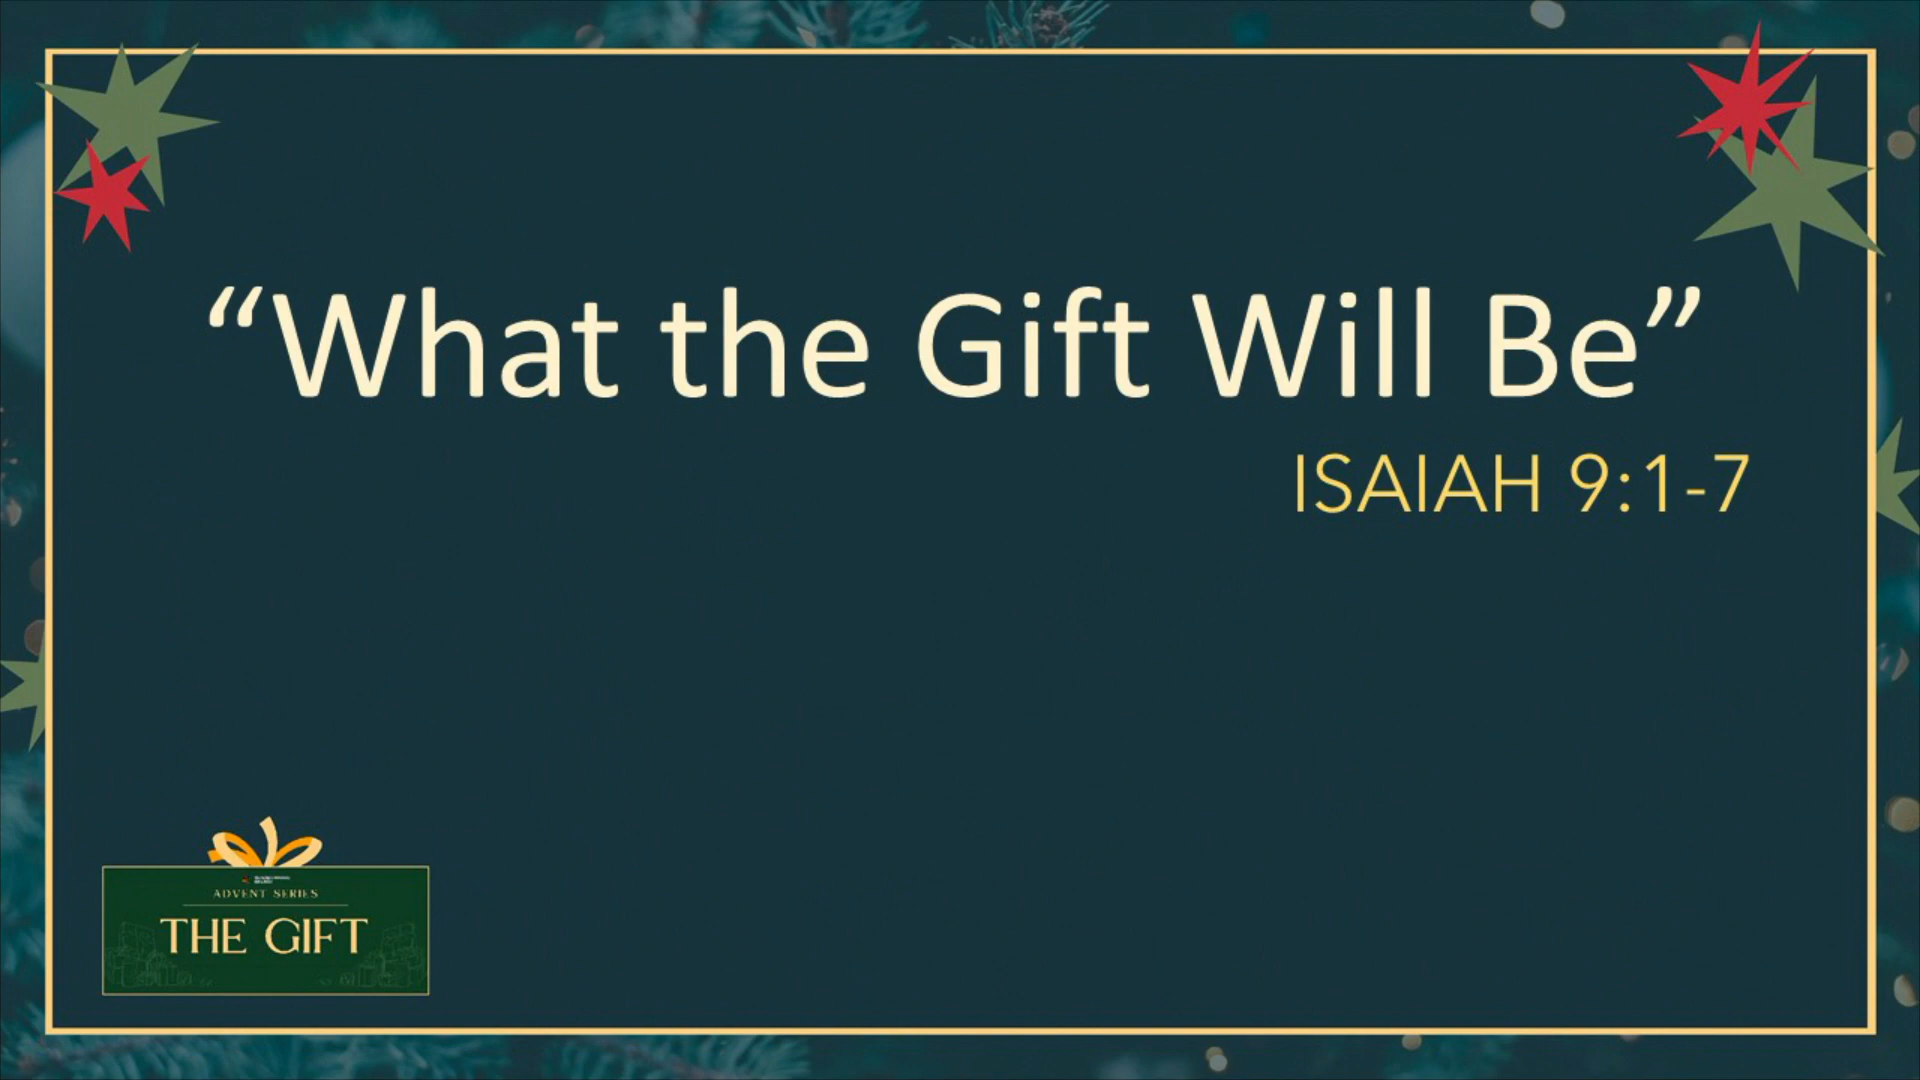 “What the Gift Will Be”
ISAIAH 9:1-7
ADVENT SERIES
THE GIFT